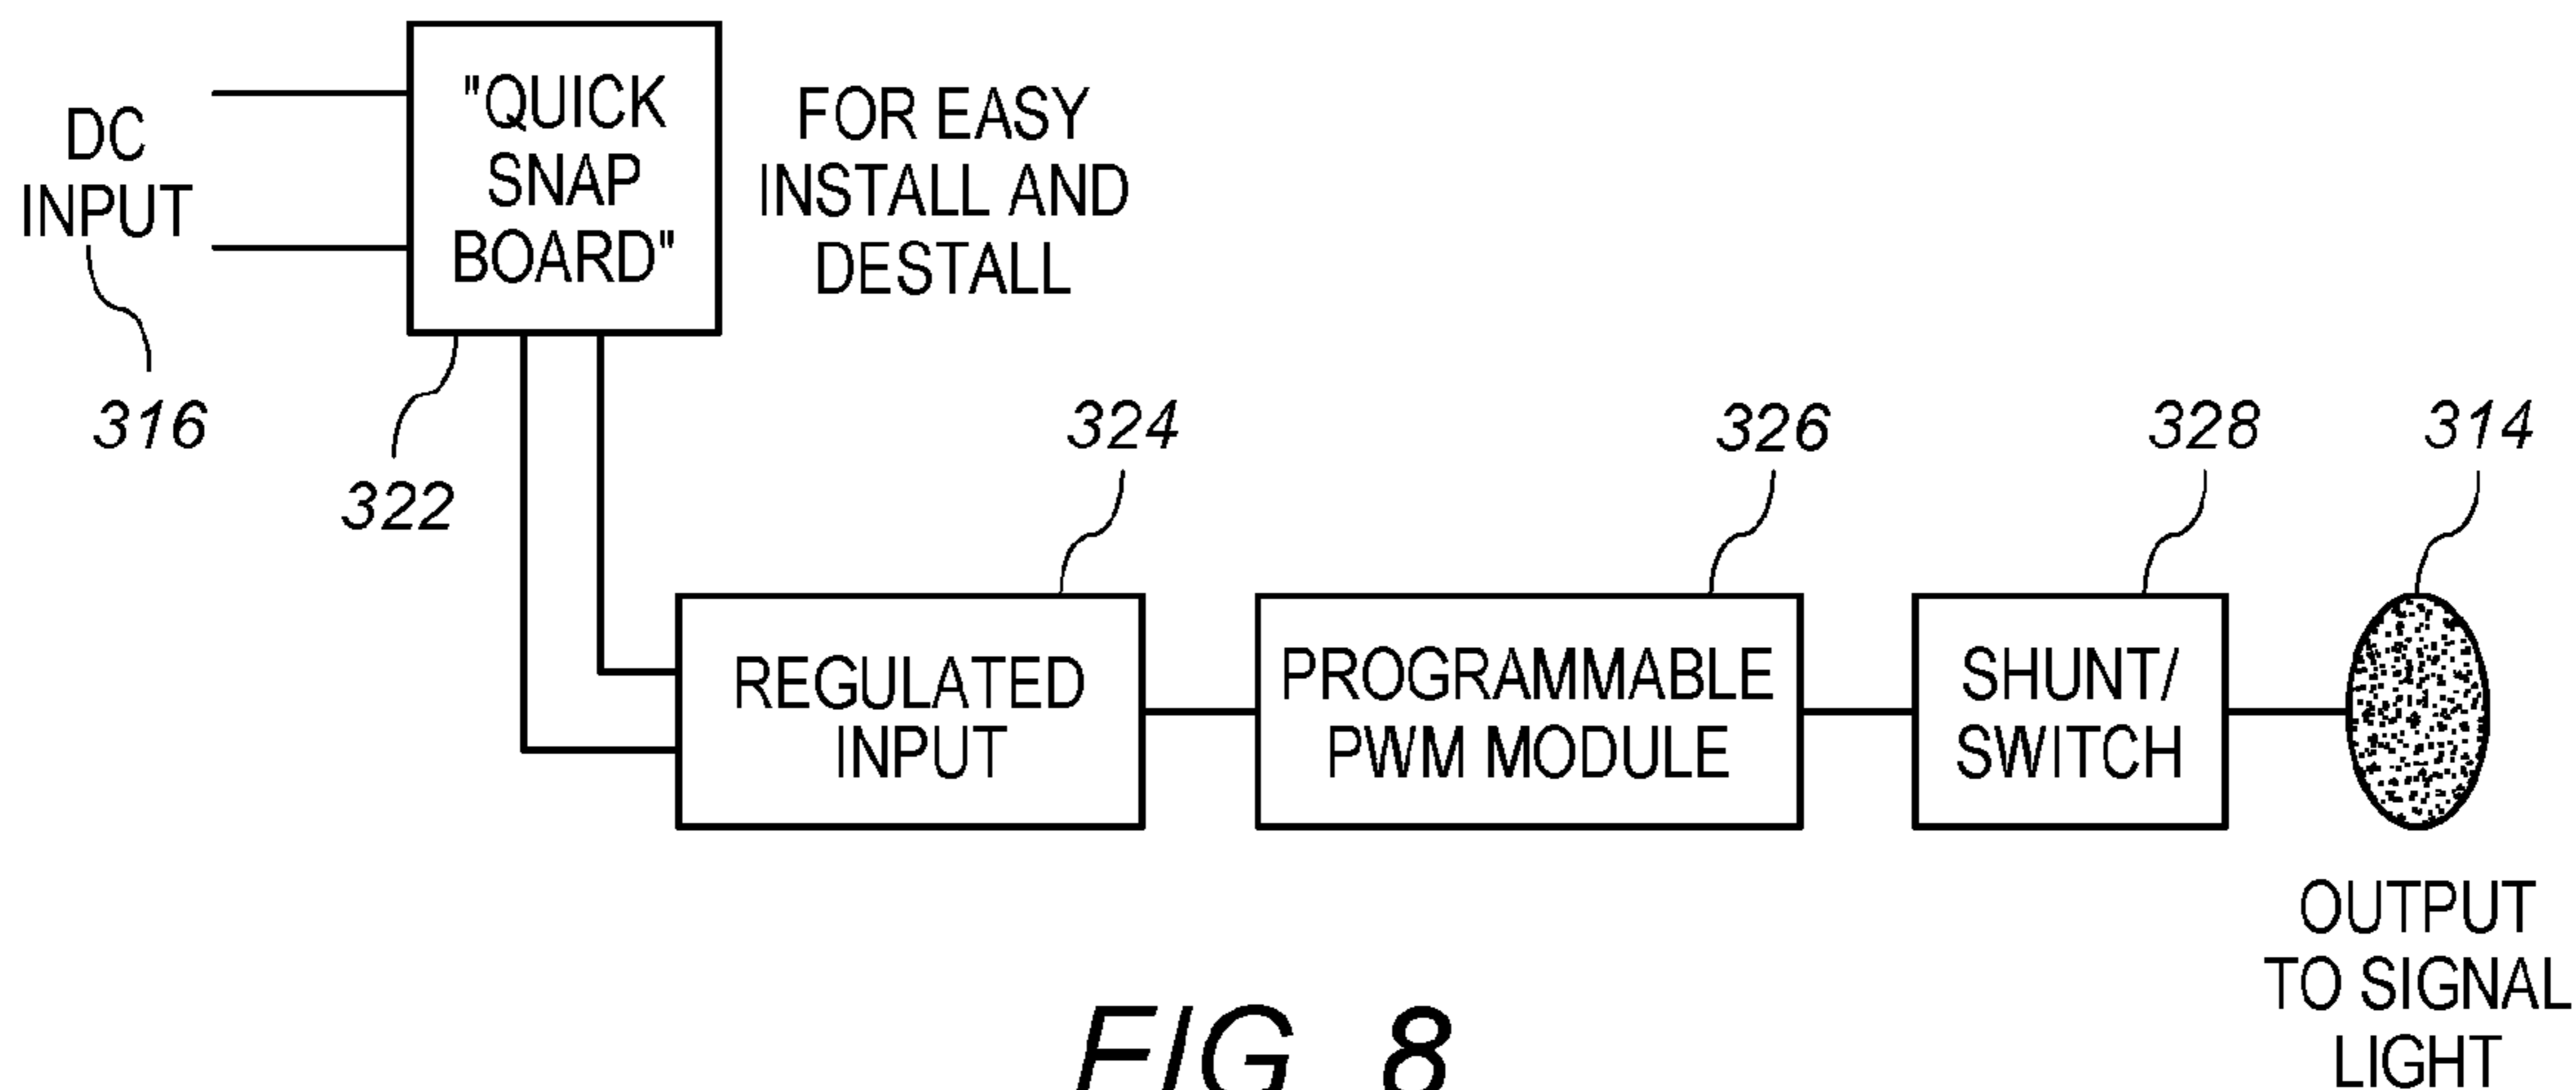 DC
INPUT
316
"QUICK
SNAP
BOARD"
322
FOR EASY
INSTALL AND
DESTALL
324
REGULATED
INPUT
326
PROGRAMMABLE
PWM MODULE
328
SHUNT/
SWITCH
314
OUTPUT
TO SIGNAL
LIGHT
FIG 8